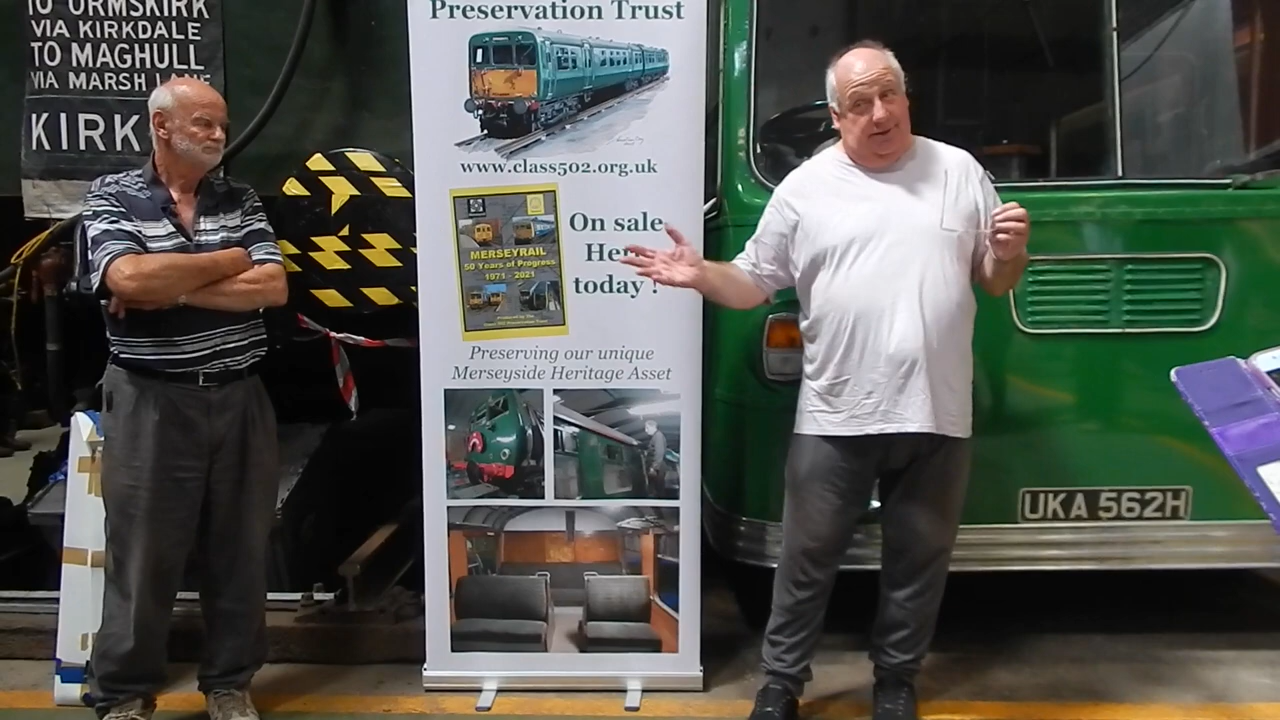 TO ORMSKIRK
VIA KIRKDALE
TO MAGHULL
VIA MARSH LANE
KIRK
Preservation Trust
www.class502.org.uk
MERSEYRAIL
50 Years of Progress
1971 - 2021
On sale
Here
today !
Preserving our unique
Merseyside Heritage Asset
UKA 562H